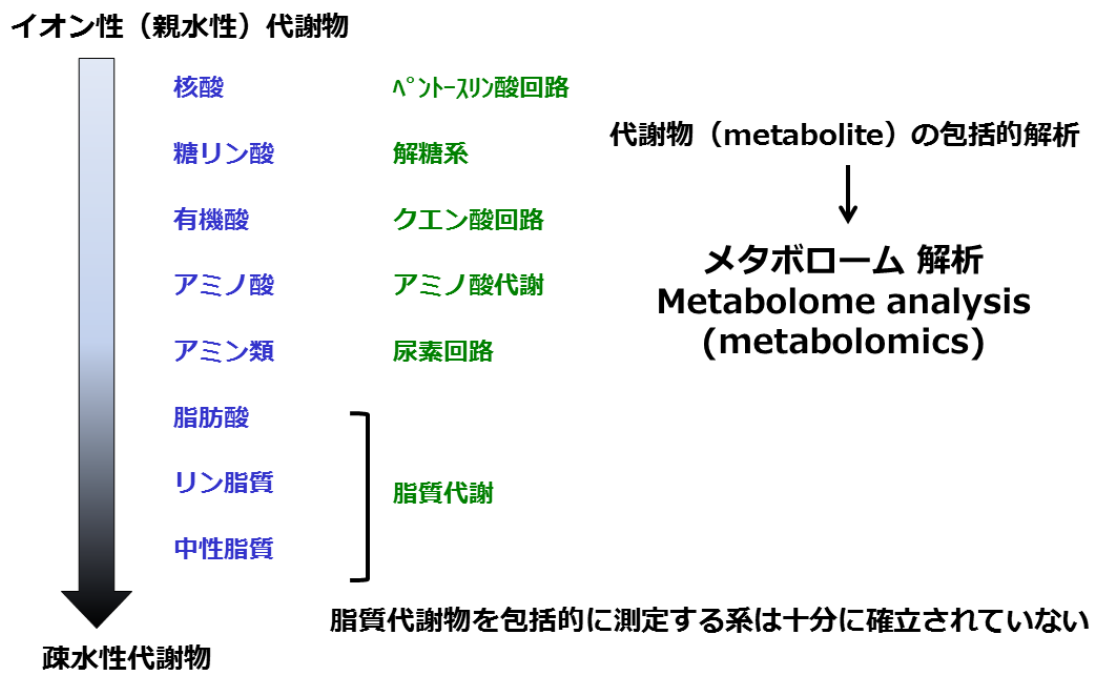 イオン性（親水性）代謝物
核酸 ﾍﾟﾝﾄｰｽﾘﾝ酸回路
糖リン酸 解糖系
有機酸 クエン酸回路
アミノ酸 アミノ酸代謝
アミン類 尿素回路
脂肪酸
リン脂質
中性脂質
脂質代謝
疎水性代謝物
代謝物（metabolite）の包括的解析
メタボローム 解析
Metabolome analysis
(metabolomics)
脂質代謝物を包括的に測定する系は十分に確立されていない